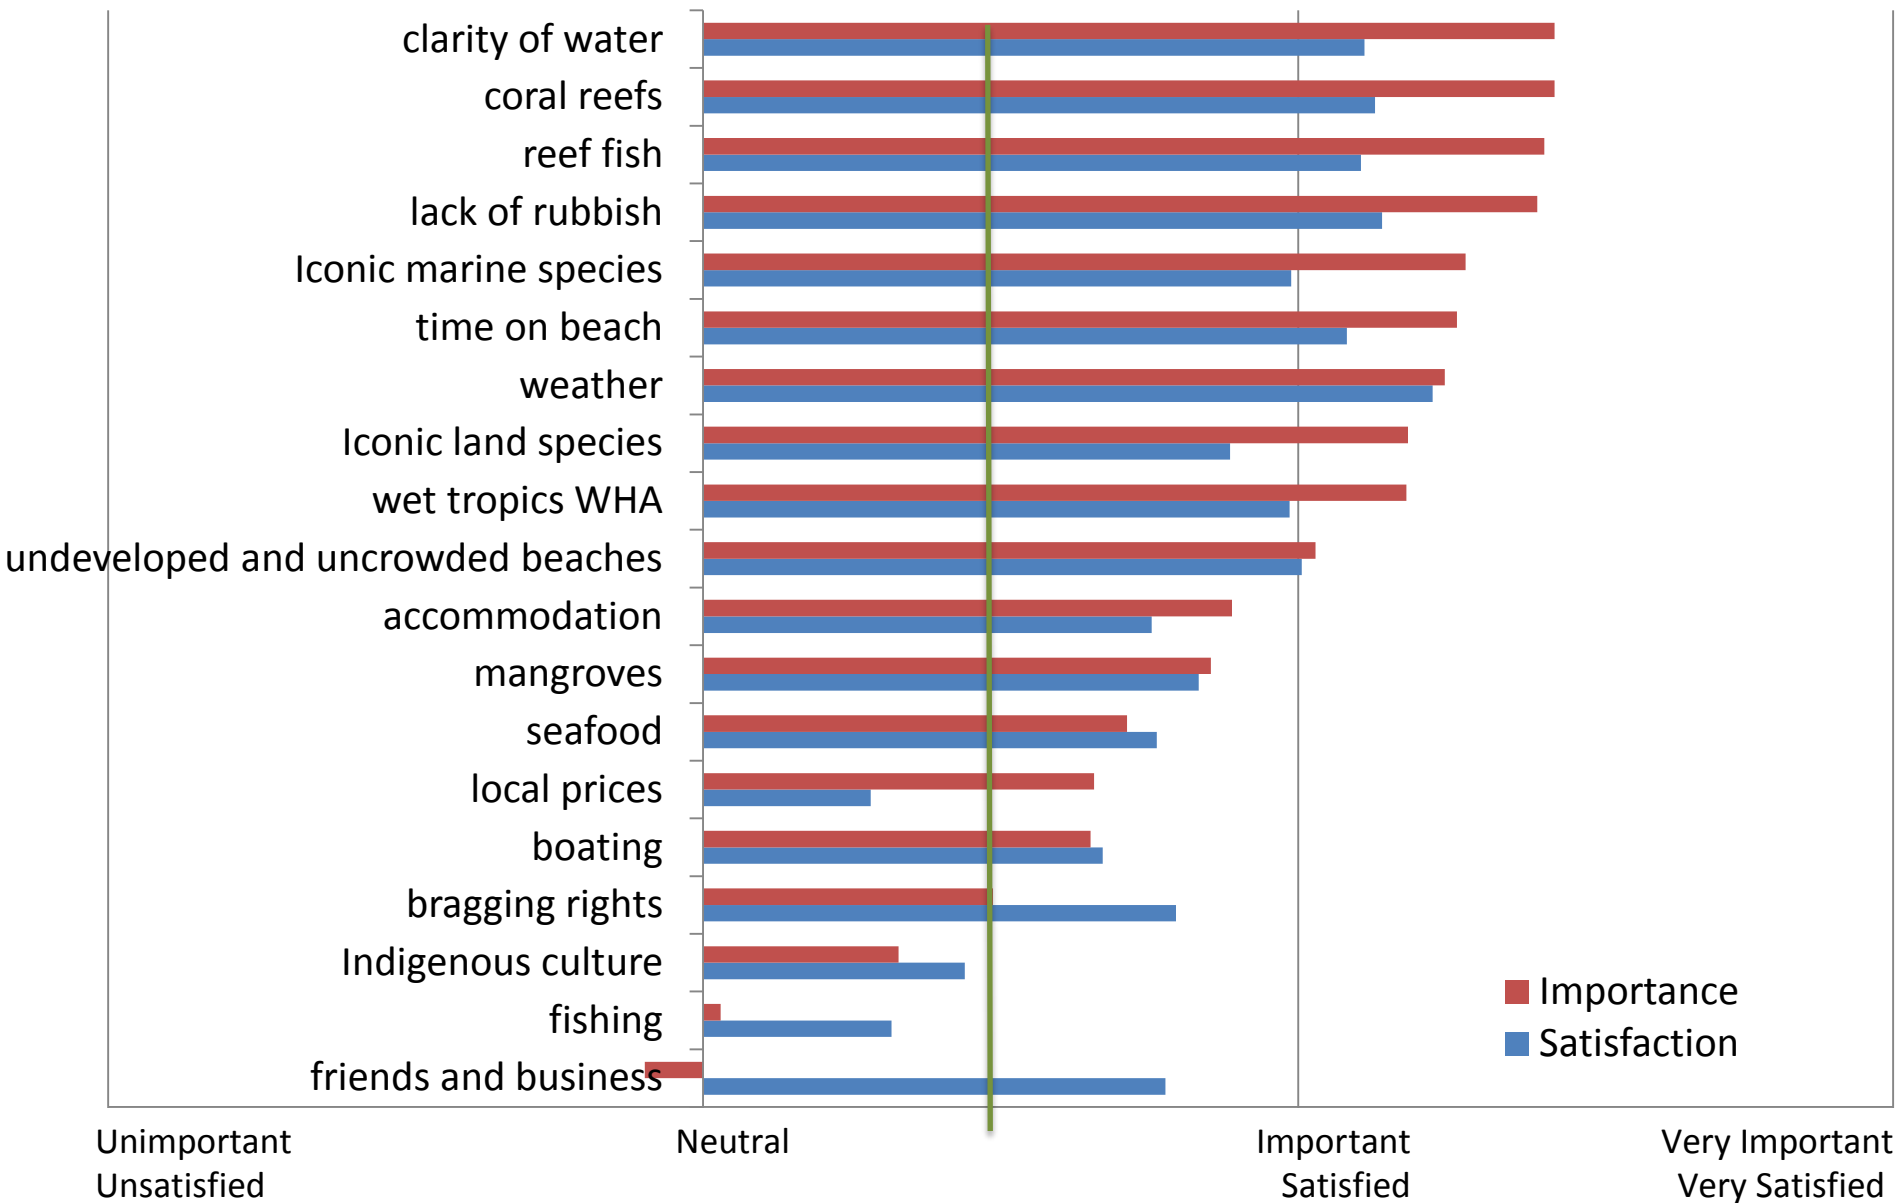 clarity of water
coral reefs
reef fish
lack of rubbish
Iconic marine species
time on beach
weather
Iconic land species
wet tropics WHA
undeveloped and uncrowded beaches
accommodation
mangroves
seafood
local prices
boating
bragging rights
Indigenous culture
fishing
friends and business
Importance
Satisfaction
Unimportant Neutral Important Very Important
Unsatisfied Satisfied Very Satisfied